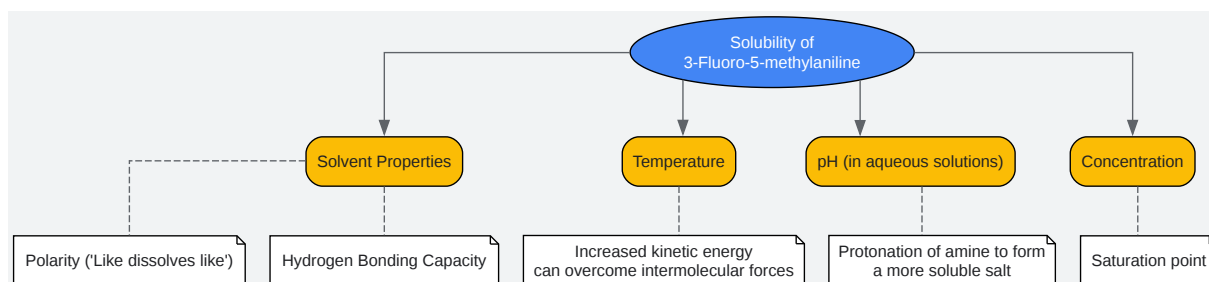 Solubility of
3-Fluoro-5-methylaniline
Solvent Properties
Temperature
pH (in aqueous solutions)
Concentration
Polarity ('Like dissolves like')
Hydrogen Bonding Capacity
Increased kinetic energy
can overcome intermolecular forces
Protonation of amine to form
a more soluble salt
Saturation point